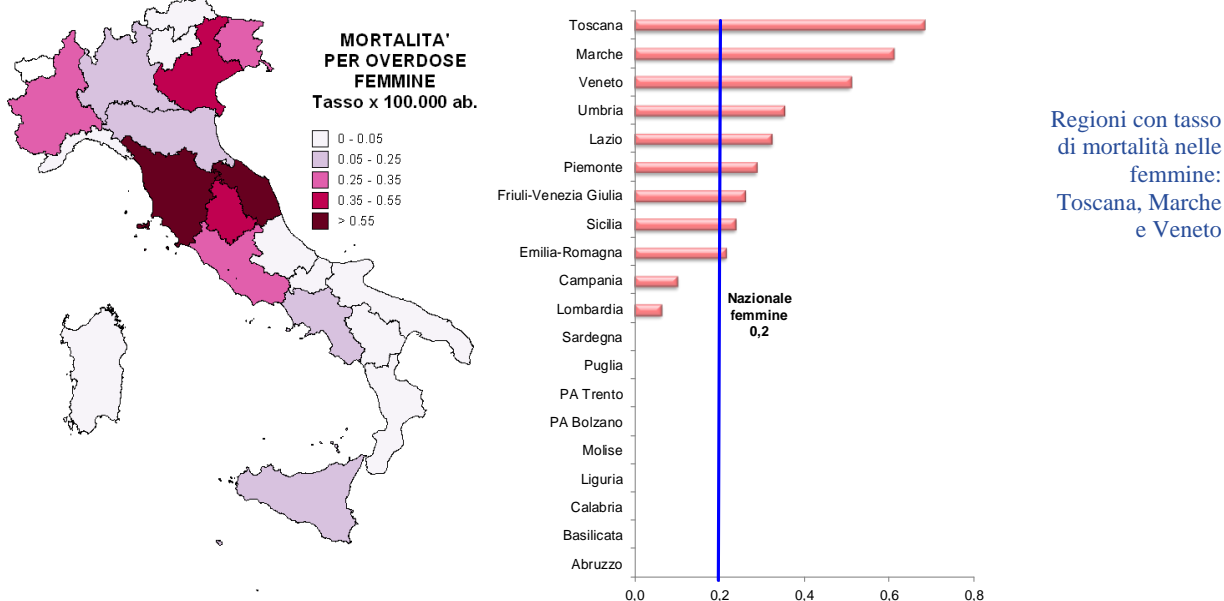 MORTALITA'
PER OVERDOSE
FEMMINE
Tasso x 100.000 ab.
0 - 0.05
0.05 - 0.25
0.25 - 0.35
0.35 - 0.55
> 0.55
Toscana
Marche
Veneto
Umbria
Lazio
Piemonte
Friuli-Venezia Giulia
Sicilia
Emilia-Romagna
Campania
Lombardia
Sardegna
Puglia
PA Trento
PA Bolzano
Molise
Liguria
Calabria
Basilicata
Abruzzo
Nazionale
femmine
0,2
0,0
0,2
0,4
0,6
0,8
Regioni con tasso
di mortalità nelle
femmine:
Toscana, Marche
e Veneto